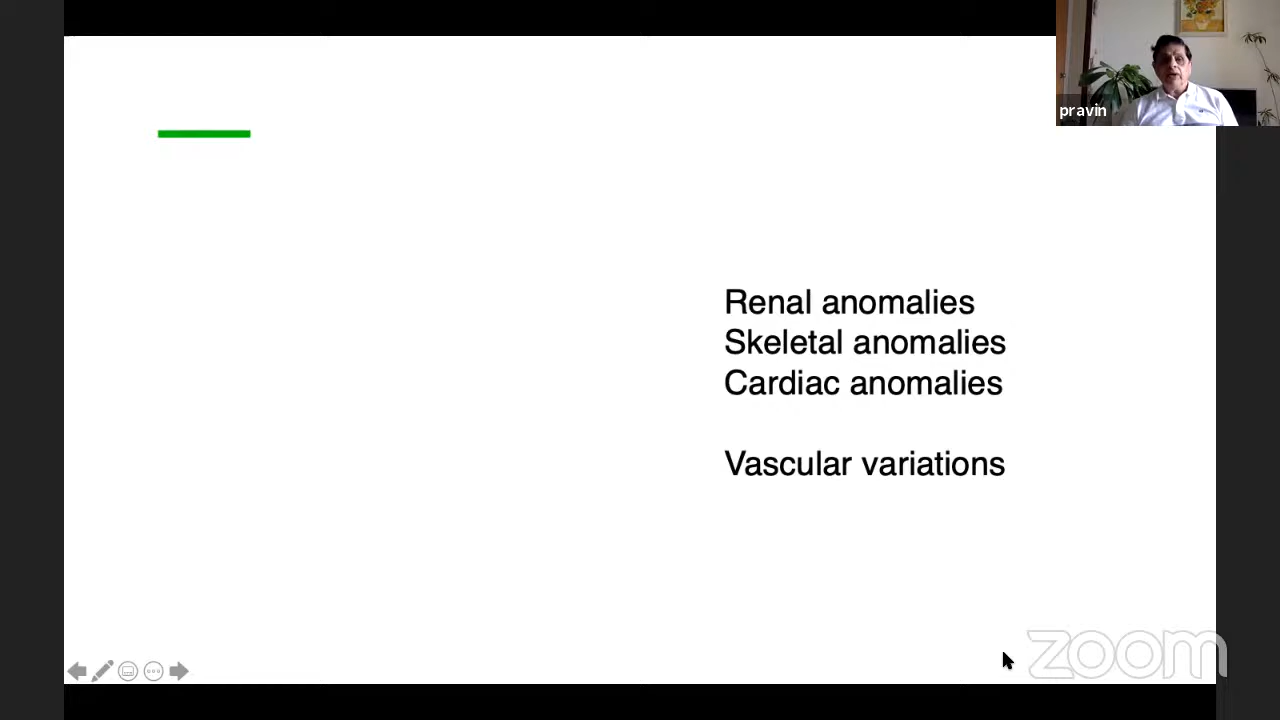 pravin
Renal anomalies
Skeletal anomalies
Cardiac anomalies
Vascular variations
zoom